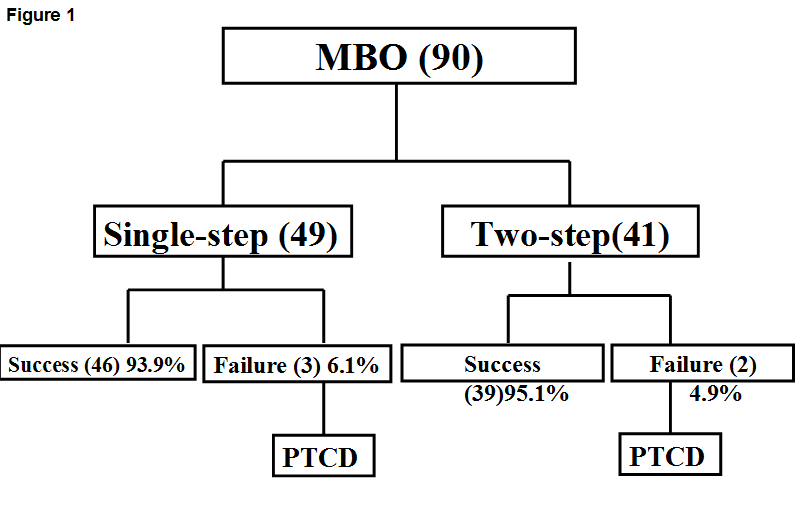 Figure 1
MBO (90)
Single-step (49)
Two-step(41)
Success (46) 93.9%
Failure (3) 6.1%
Success
(39)95.1%
Failure (2)
4.9%
PTCD
PTCD